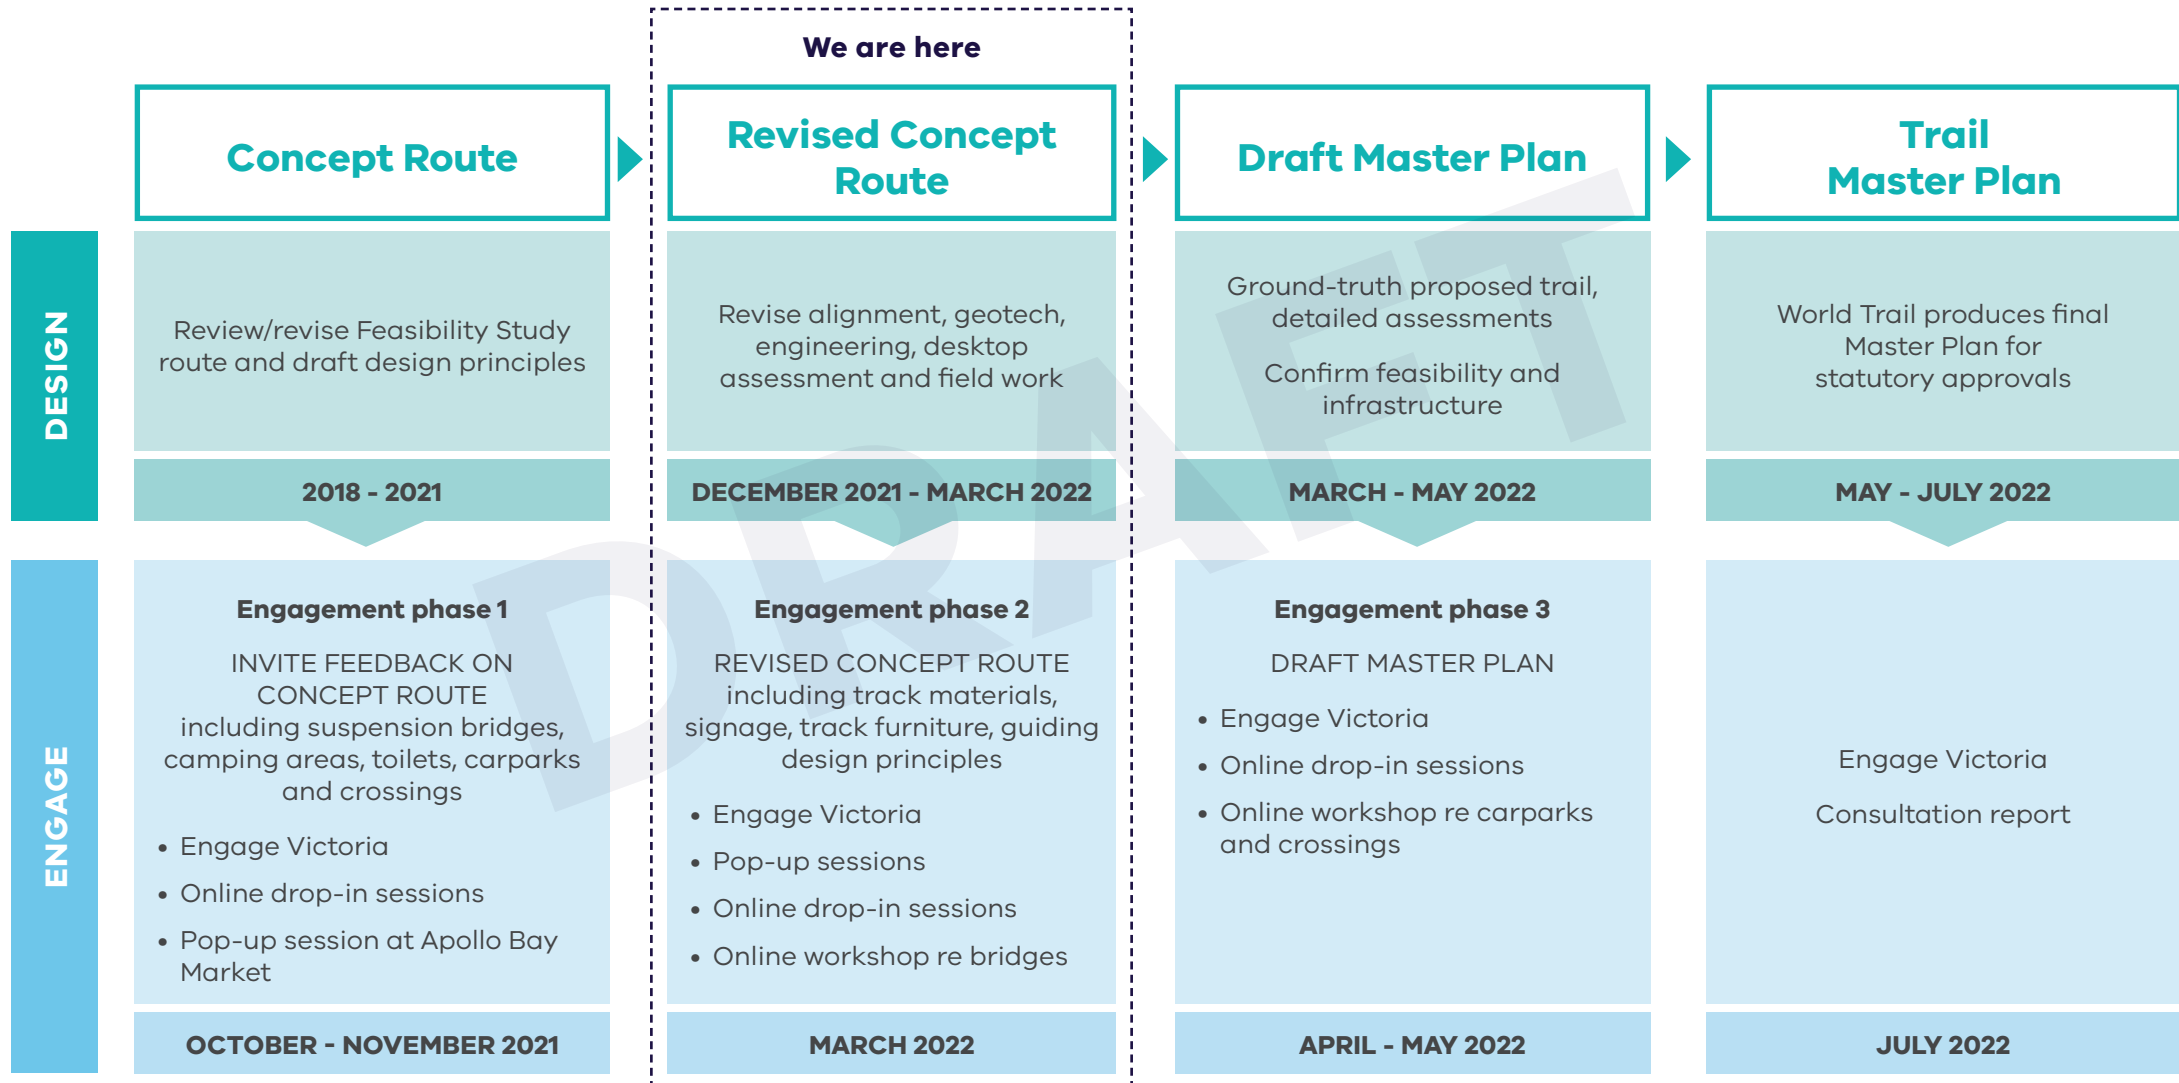 We are here
Concept Route
Revised Concept
Route
Draft Master Plan
Trail
Master Plan
DESIGN
Review/revise Feasibility Study
route and draft design principles
Revise alignment, geotech,
engineering, desktop
assessment and field work
Ground-truth proposed trail,
detailed assessments
Confirm feasibility and
infrastructure
World Trail produces final
Master Plan for
statutory approvals
2018 - 2021
DECEMBER 2021 - MARCH 2022
MARCH - MAY 2022
MAY - JULY 2022
ENGAGE
Engagement phase 1
INVITE FEEDBACK ON
CONCEPT ROUTE
including suspension bridges,
camping areas, toilets, carparks
and crossings
• Engage Victoria
• Online drop-in sessions
• Pop-up session at Apollo Bay
Market
OCTOBER - NOVEMBER 2021
Engagement phase 2
REVISED CONCEPT ROUTE
including track materials,
signage, track furniture, guiding
design principles
• Engage Victoria
• Pop-up sessions
• Online drop-in sessions
• Online workshop re bridges
MARCH 2022
Engagement phase 3
DRAFT MASTER PLAN
• Engage Victoria
• Online drop-in sessions
• Online workshop re carparks
and crossings
APRIL - MAY 2022
Engage Victoria
Consultation report
JULY 2022
DRAFT